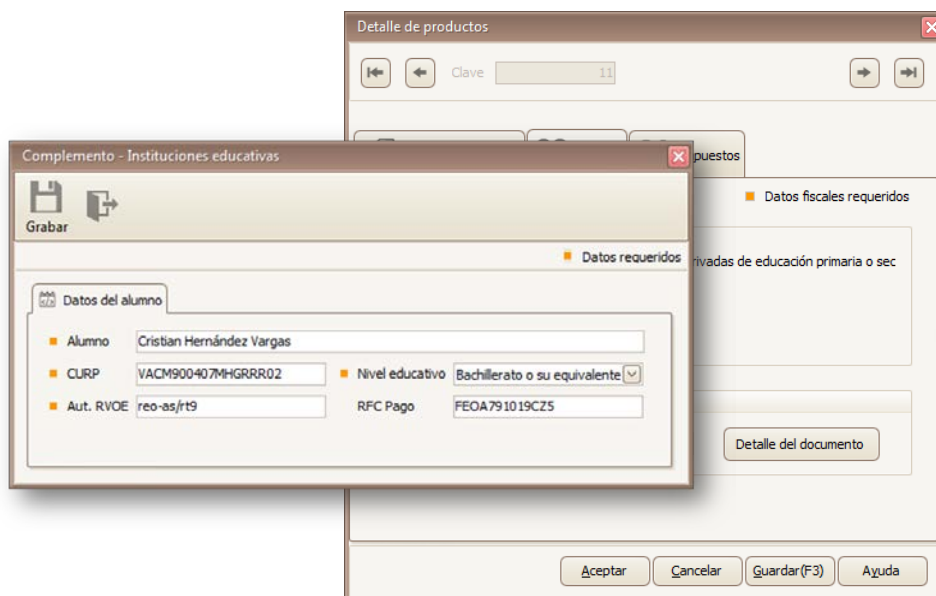 Detalle de productos
Clave 11
puestos
Datos fiscales requeridos
rivadas de educación primaria o sec
Detalle del documento
Aceptar Cancelar Guardar(F3) Ayuda
Complemento - Instituciones educativas
Grabar
Datos requeridos
Datos del alumno
Alumno Cristian Hernández Vargas
CURP VACM900407MHGRRR02 Nivel educativo Bachillerato o su equivalente
Aut. RVOE reo-as/rt9 RFC Pago FEOA791019CZ5